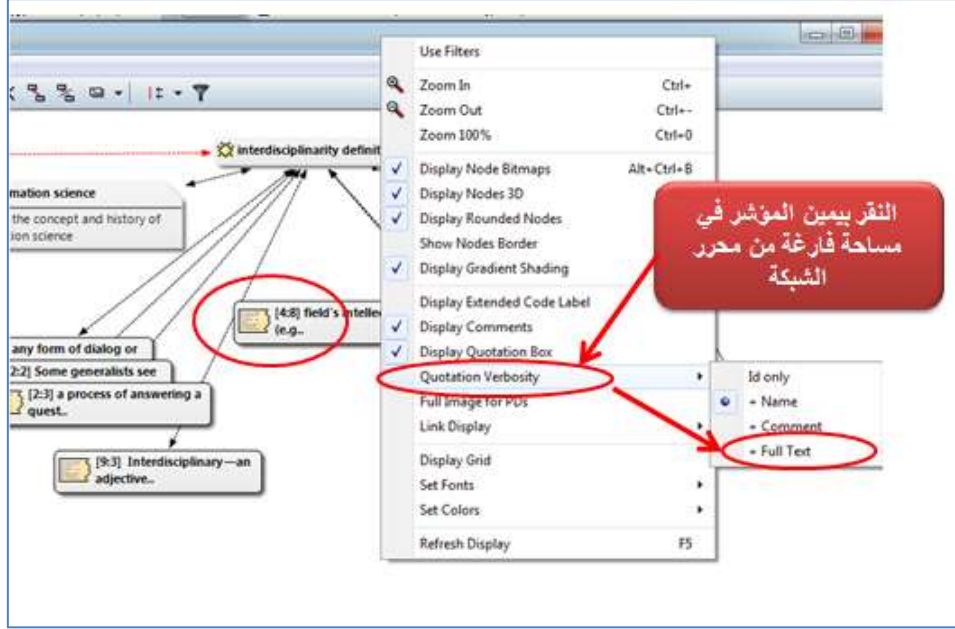 Use Filters
Zoom In Ctrl+
Zoom Out Ctrl+-
Zoom 100% Ctrl+0
Display Node Bitmaps Alt+Ctrl+B
Display Nodes 3D
Display Rounded Nodes
Show Nodes Border
Display Gradient Shading
Display Extended Code Label
Display Comments
Display Quotation Box
Quotation Verbosity
Full Image for PDs
Link Display
Display Grid
Set Fonts
Set Colors
Refresh Display F5
Id only
+ Name
+ Comment
+ Full Text
النقر بيمين المؤشر في
مساحة فارغة من محرر
الشبكة
interdisciplinarity definit
mation science
the concept and history of
ion science
[4:8] field's intellec
(e.g..
any form of dialog or
2:2] Some generalists see
[2:3] a process of answering a
quest..
[9:3] Interdisciplinary—an
adjective..